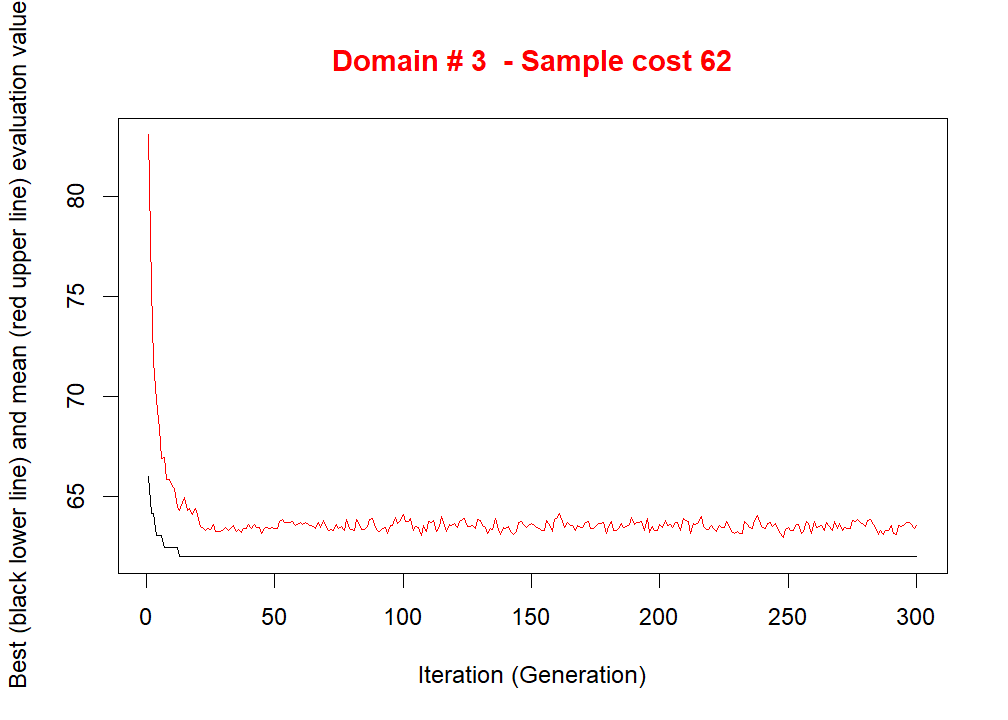 Domain # 3  - Sample cost 62
Best (black lower line) and mean (red upper line) evaluation value
80
75
70
65
0 50 100 150 200 250 300
Iteration (Generation)